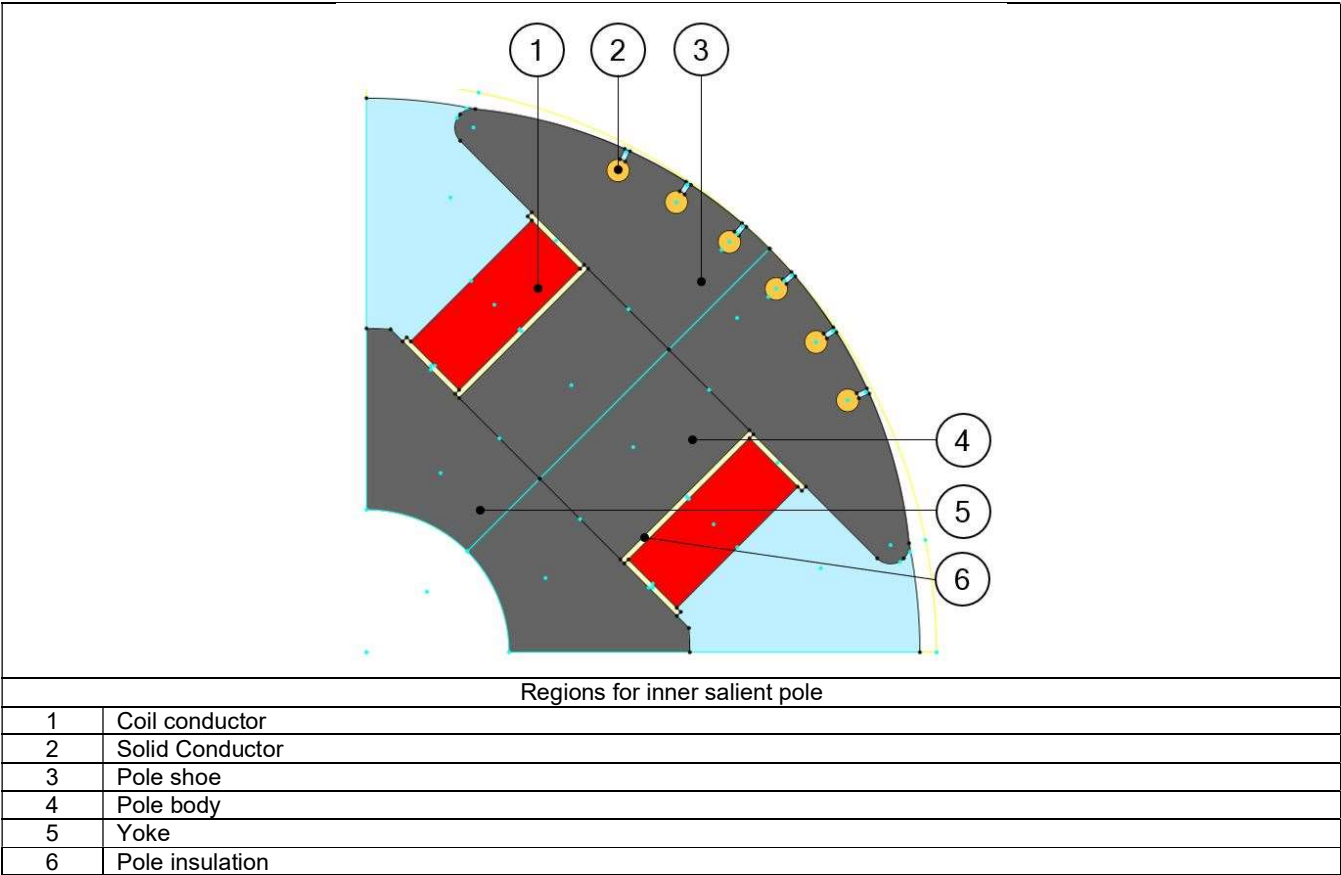 1 2 3
4
5
6
Regions for inner salient pole
1 Coil conductor
2 Solid Conductor
3 Pole shoe
4 Pole body
5 Yoke
6 Pole insulation